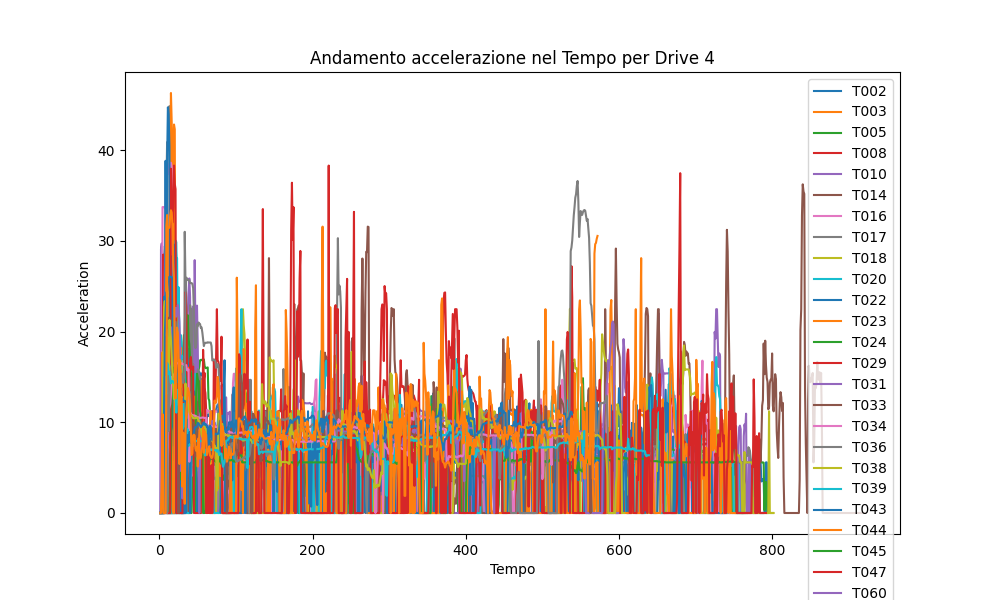 Andamento accelerazione nel Tempo per Drive 4
Acceleration
40
30
20
10
0
0 200 400 600 800
Tempo
T002
T003
T005
T008
T010
T014
T016
T017
T018
T020
T022
T023
T024
T029
T031
T033
T034
T036
T038
T039
T043
T044
T045
T047
T060